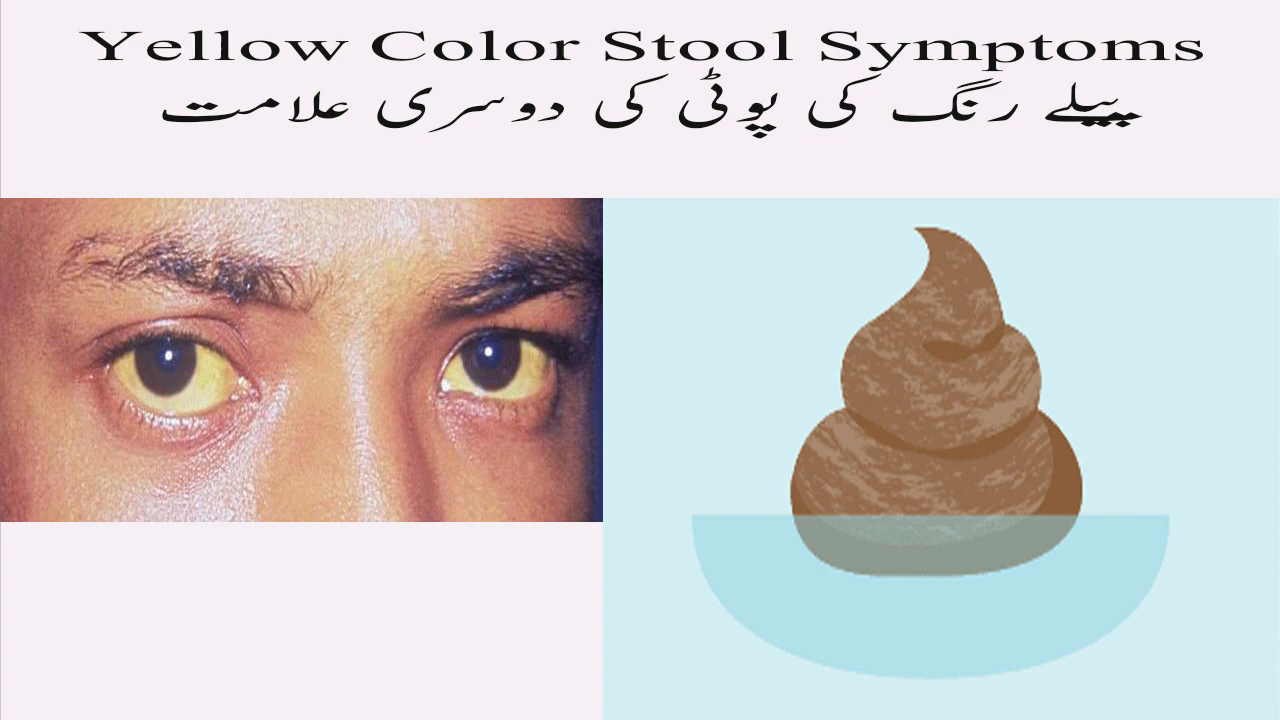 Yellow Color Stool Symptoms
پیلے رنگ کی پوٹی کی دوسری علامت